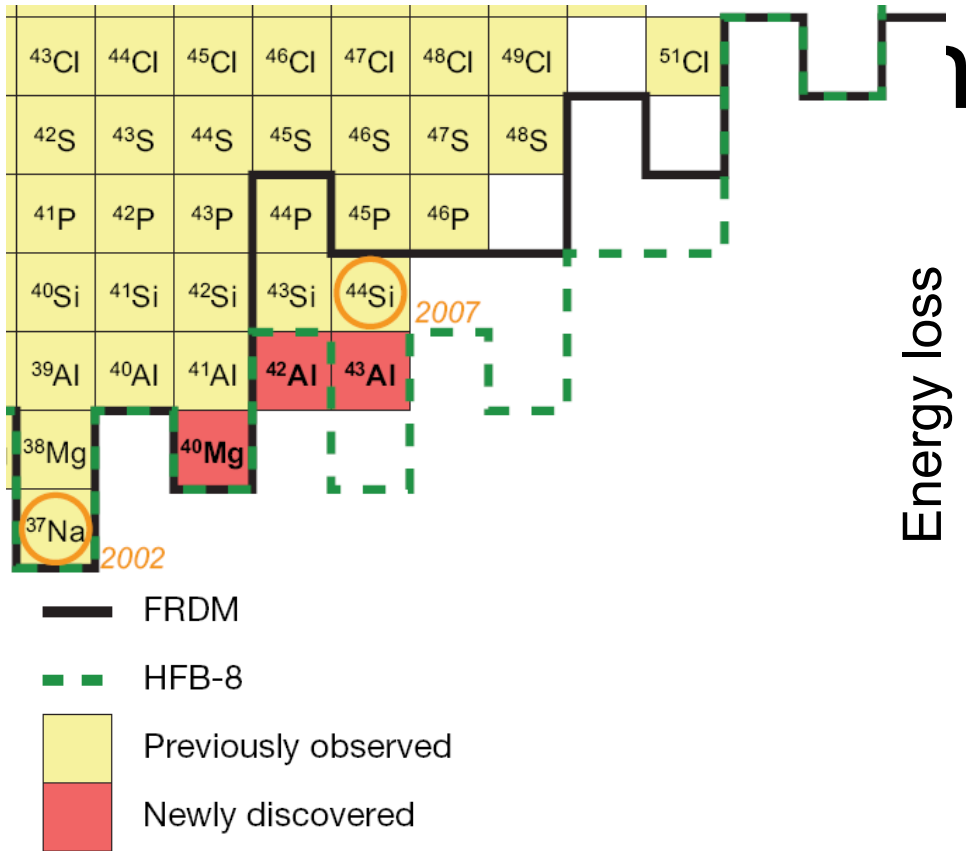 ⁴³Cl ⁴⁴Cl ⁴⁵Cl ⁴⁶Cl ⁴⁷Cl ⁴⁸Cl ⁴⁹Cl ⁵¹Cl
⁴²S ⁴³S ⁴⁴S ⁴⁵S ⁴⁶S ⁴⁷S ⁴⁸S
⁴¹P ⁴²P ⁴³P ⁴⁴P ⁴⁵P ⁴⁶P
⁴⁰Si ⁴¹Si ⁴²Si ⁴³Si ⁴⁴Si 2007
³⁹Al ⁴⁰Al ⁴¹Al ⁴²Al ⁴³Al
³⁸Mg ⁴⁰Mg
³⁷Na 2002
FRDM
HFB-8
Previously observed
Newly discovered
Energy loss